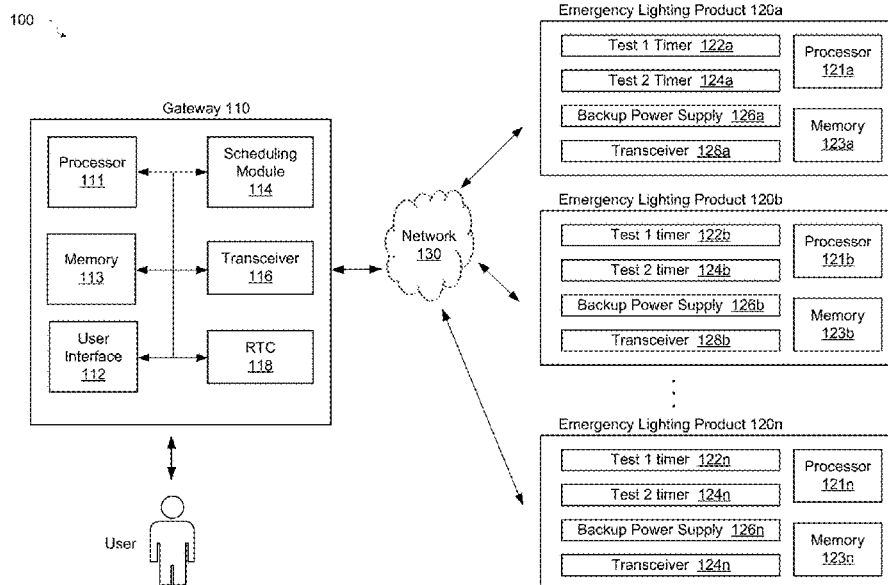 100
Gateway 110
Processor
111
Scheduling
Module
114
Memory
113
Transceiver
116
User
Interface
112
RTC
118
User
Network
130
Emergency Lighting Product 120a
Test 1 Timer 122a
Test 2 Timer 124a
Backup Power Supply 126a
Transceiver 128a
Processor
121a
Memory
123a
Emergency Lighting Product 120b
Test 1 timer 122b
Test 2 timer 124b
Backup Power Supply 126b
Transceiver 128b
Processor
121b
Memory
123b
Emergency Lighting Product 120n
Test 1 timer 122n
Test 2 timer 124n
Backup Power Supply 126n
Transceiver 124n
Processor
121n
Memory
123n